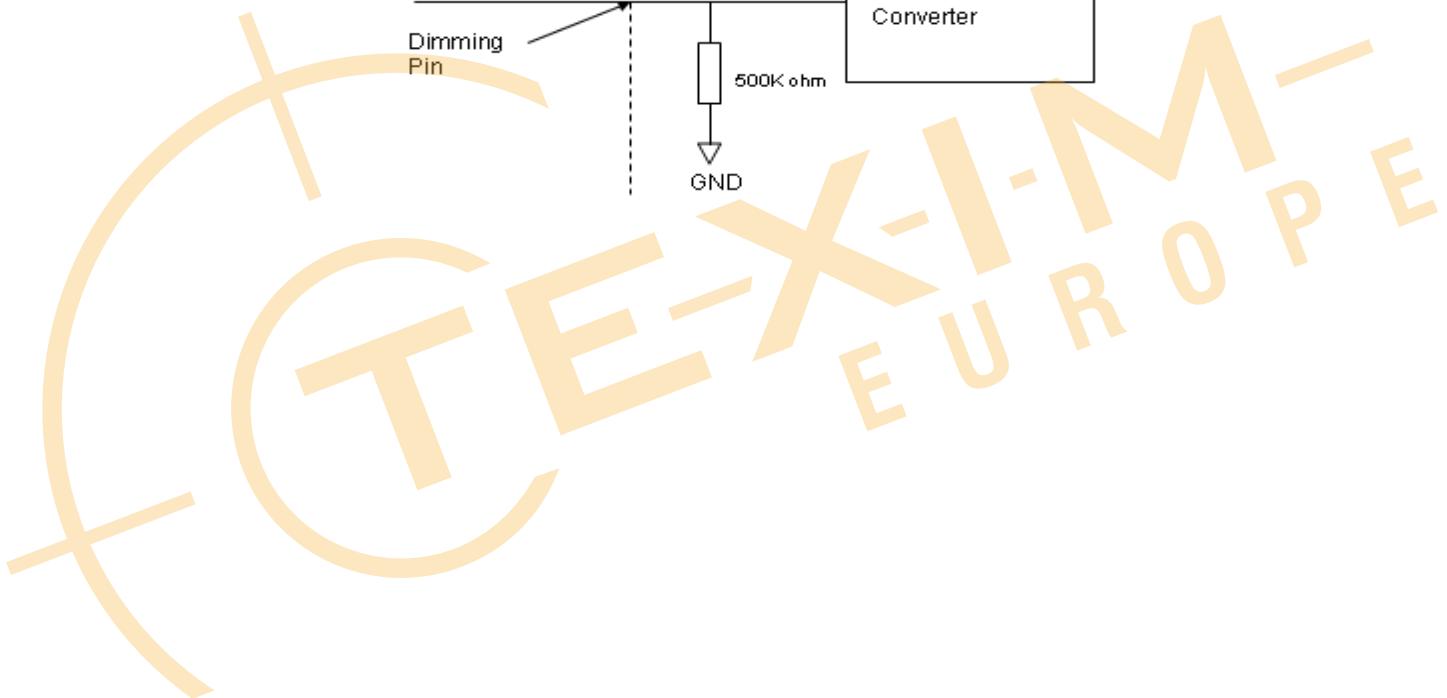 Converter
Dimming
Pin
500K ohm
GND
TEXIM
EUROPE